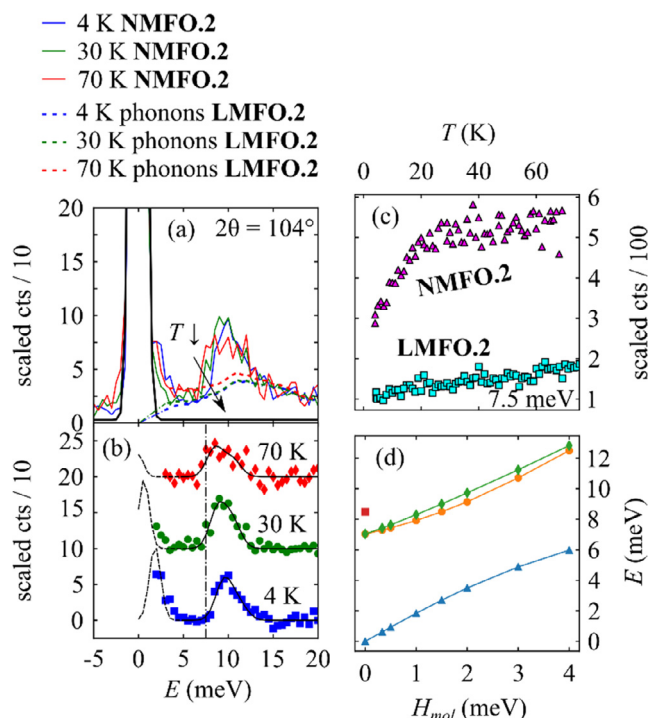 4 K NMFO.2
30 K NMFO.2
70 K NMFO.2
4 K phonons LMFO.2
30 K phonons LMFO.2
70 K phonons LMFO.2
20
15
10
5
0
scaled cts / 10
(a) 2θ = 104°
T ↓
25
20
15
10
5
0
scaled cts / 10
(b)
70 K
30 K
4 K
-5 0 5 10 15 20
E (meV)
T (K)
0 20 40 60
(c)
NMFO.2
LMFO.2
7.5 meV
6
5
4
3
2
1
scaled cts / 100
(d)
12
10
8
6
4
2
0
E (meV)
0 1 2 3 4
H_mol (meV)